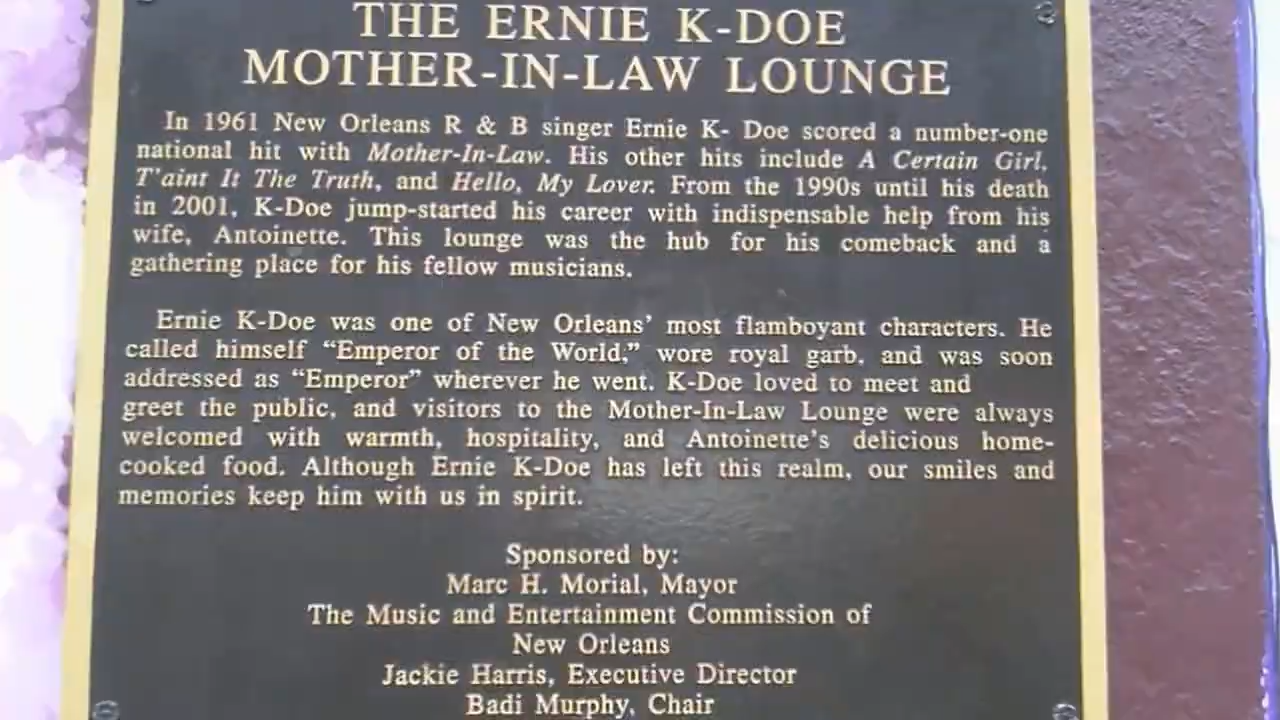 THE ERNIE K-DOE
MOTHER-IN-LAW LOUNGE
In 1961 New Orleans R & B singer Ernie K- Doe scored a number-one
national hit with Mother-In-Law. His other hits include A Certain Girl,
T'aint It The Truth, and Hello, My Lover. From the 1990s until his death
in 2001, K-Doe jump-started his career with indispensable help from his
wife, Antoinette. This lounge was the hub for his comeback and a
gathering place for his fellow musicians.
Ernie K-Doe was one of New Orleans' most flamboyant characters. He
called himself “Emperor of the World,” wore royal garb, and was soon
addressed as “Emperor” wherever he went. K-Doe loved to meet and
greet the public, and visitors to the Mother-In-Law Lounge were always
welcomed with warmth, hospitality, and Antoinette's delicious home-
cooked food. Although Ernie K-Doe has left this realm, our smiles and
memories keep him with us in spirit.
Sponsored by:
Marc H. Morial, Mayor
The Music and Entertainment Commission of
New Orleans
Jackie Harris, Executive Director
Badi Murphy, Chair